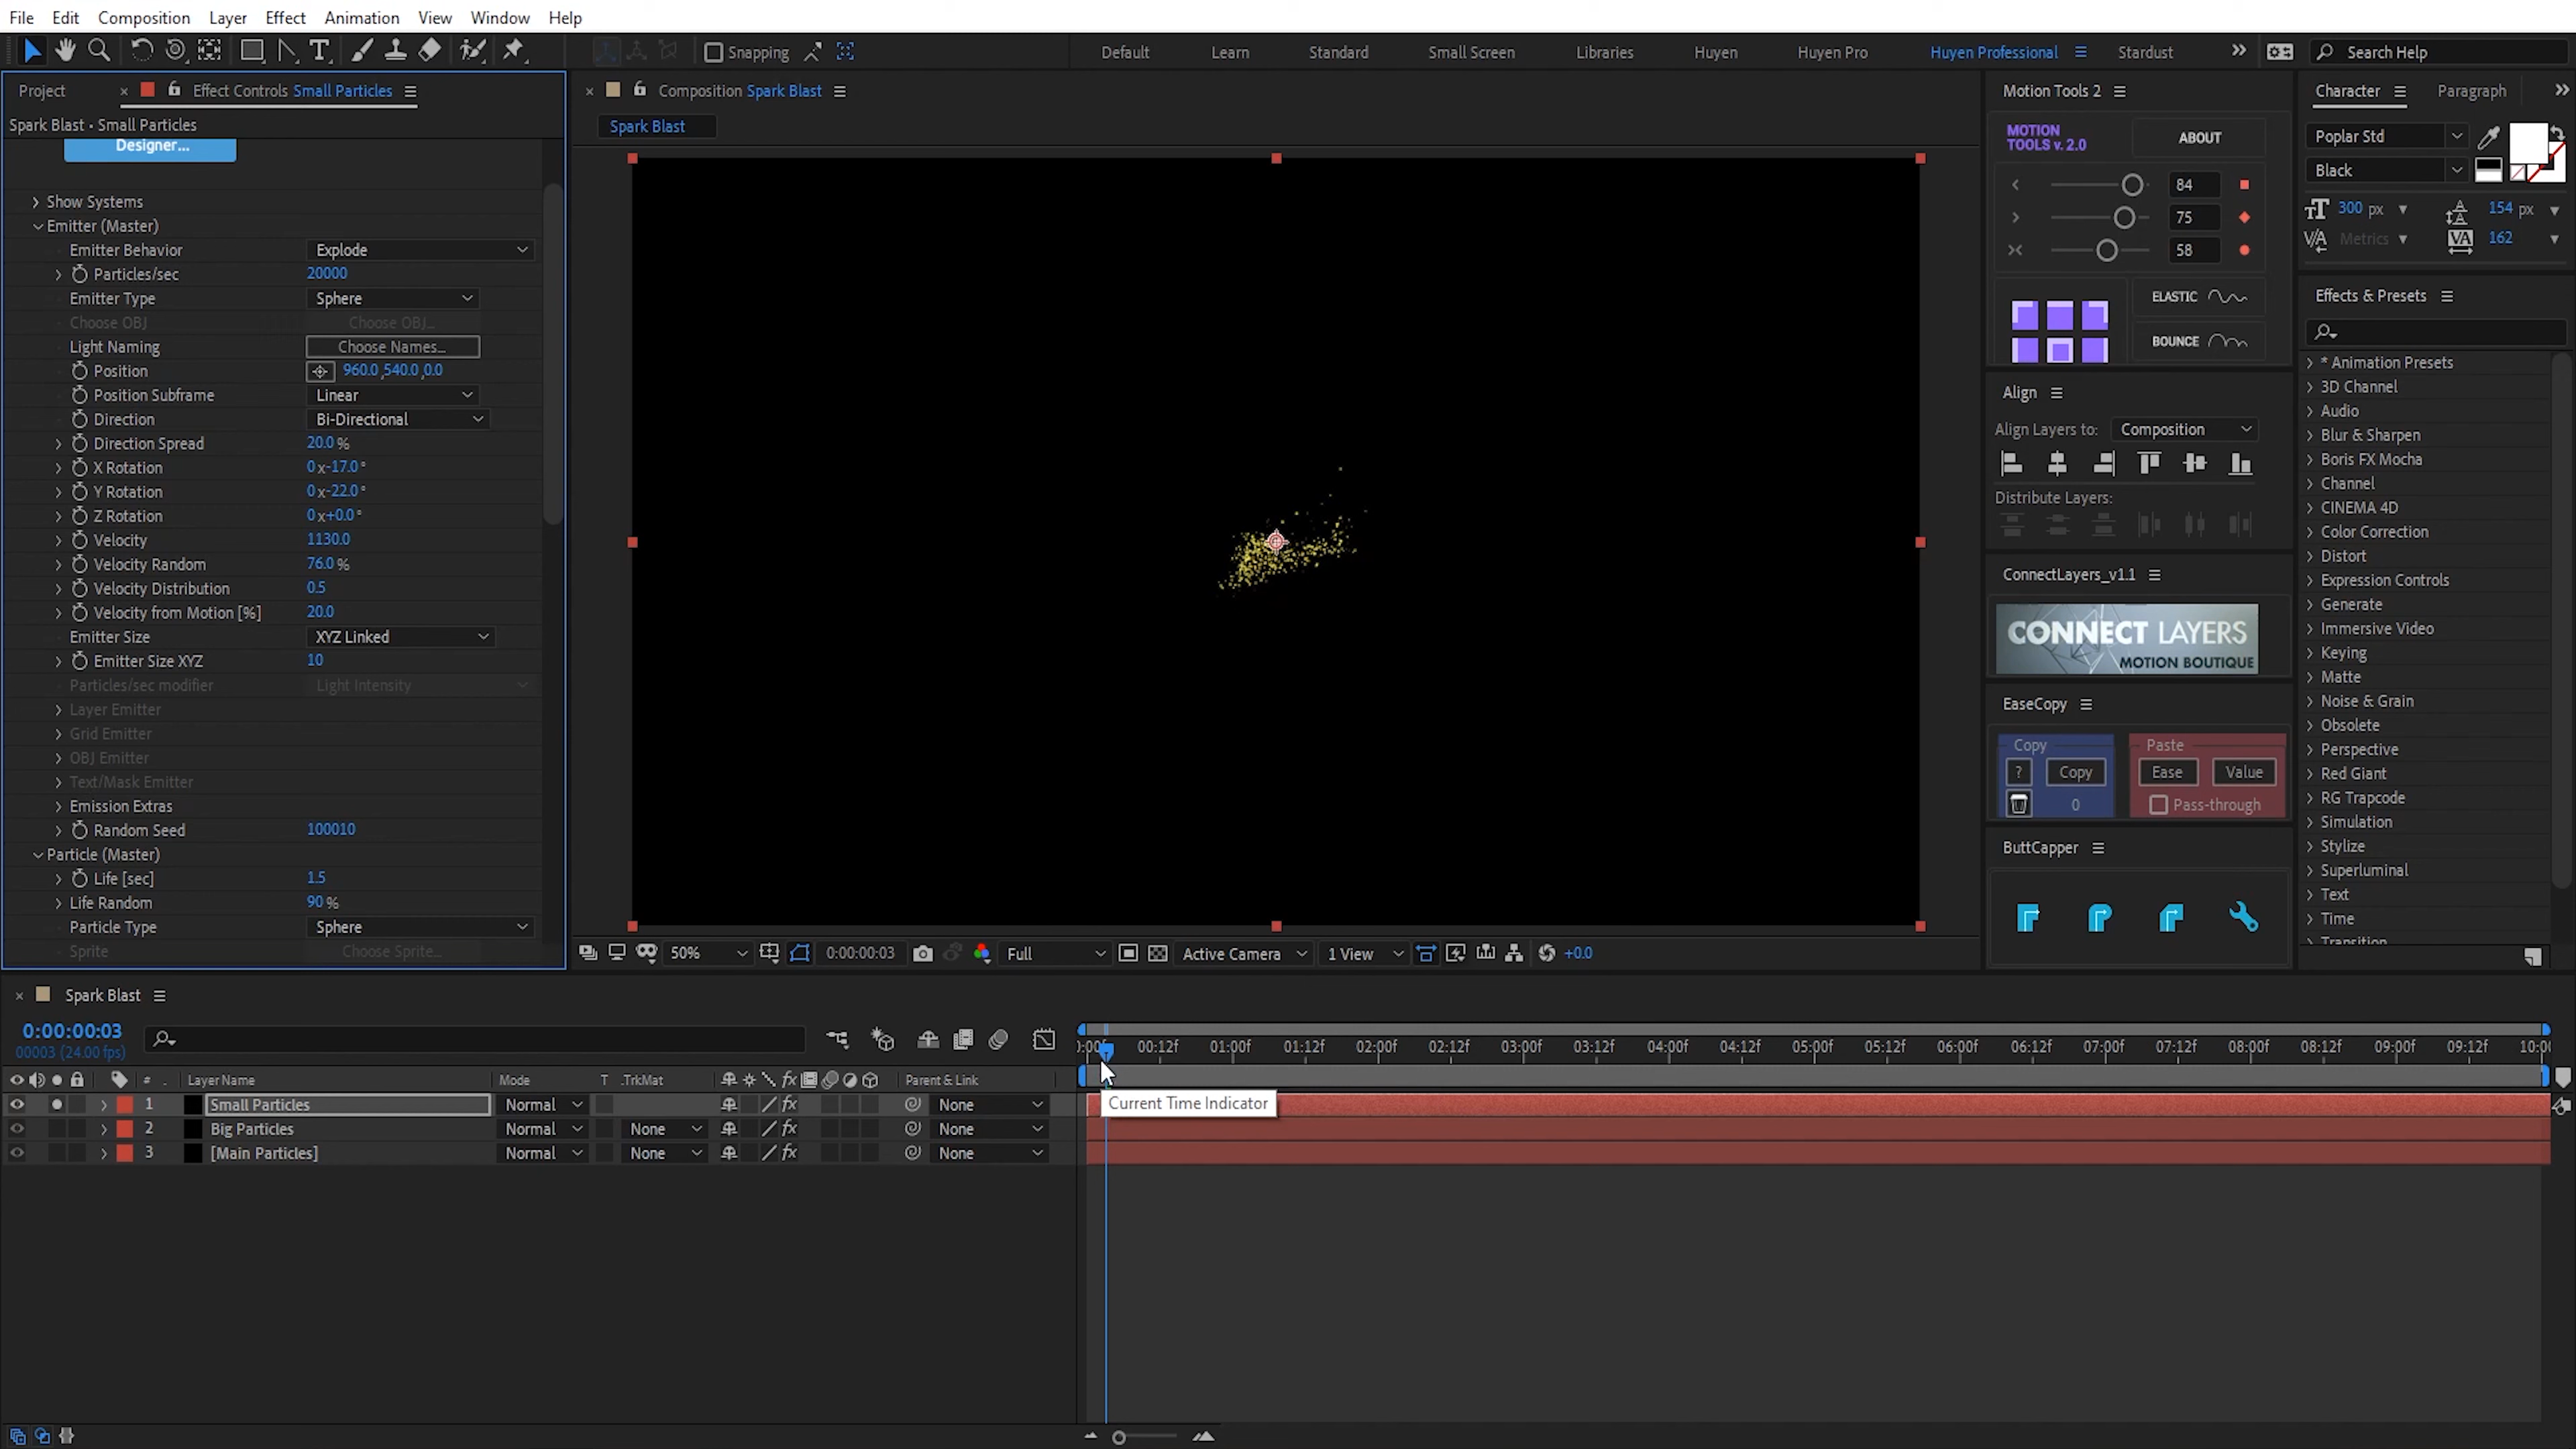 File Edit Composition Layer Effect Animation View Window Help
Snapping Default Learn Standard Small Screen Libraries Huyen Huyen Pro Huyen Professional Stardust Search Help
Project Effect Controls Small Particles
Spark Blast • Small Particles
Designer...
Show Systems
Emitter (Master)
Emitter Behavior Explode
Particles/sec 20000
Emitter Type Sphere
Choose OBJ Choose OBJ...
Light Naming Choose Names...
Position 960.0,540.0,0.0
Position Subframe Linear
Direction Bi-Directional
Direction Spread 20.0 %
X Rotation 0 x-17.0 °
Y Rotation 0 x-22.0 °
Z Rotation 0 x+0.0 °
Velocity 1130.0
Velocity Random 76.0 %
Velocity Distribution 0.5
Velocity from Motion [%] 20.0
Emitter Size XYZ Linked
Emitter Size XYZ 10
Particles/sec modifier Light Intensity
Layer Emitter
Grid Emitter
OBJ Emitter
Text/Mask Emitter
Emission Extras
Random Seed 100010
Particle (Master)
Life [sec] 1.5
Life Random 90 %
Particle Type Sphere
Sprite Choose Sprite...
Composition Spark Blast
Spark Blast
50% 0:00:00:03 Full Active Camera 1 View +0.0
Motion Tools 2
MOTION
TOOLS v. 2.0
ABOUT
84
75
58
ELASTIC
BOUNCE
Align
Align Layers to: Composition
Distribute Layers:
ConnectLayers_v1.1
CONNECT LAYERS
MOTION BOUTIQUE
EaseCopy
Copy Paste
? Copy Ease Value
0 Pass-through
ButtCapper
Character Paragraph
Poplar Std
Black
300 px 154 px
Metrics 162
Effects & Presets
* Animation Presets
3D Channel
Audio
Blur & Sharpen
Boris FX Mocha
Channel
CINEMA 4D
Color Correction
Distort
Expression Controls
Generate
Immersive Video
Keying
Matte
Noise & Grain
Obsolete
Perspective
Red Giant
RG Trapcode
Simulation
Stylize
Superluminal
Text
Time
Transition
Spark Blast
0:00:00:03
00003 (24.00 fps)
:00f 00:12f 01:00f 01:12f 02:00f 02:12f 03:00f 03:12f 04:00f 04:12f 05:00f 05:12f 06:00f 06:12f 07:00f 07:12f 08:00f 08:12f 09:00f 09:12f 10:0
# Layer Name Mode T .TrkMat Parent & Link
1 Small Particles Normal None
Current Time Indicator
2 Big Particles Normal None None
3 [Main Particles] Normal None None